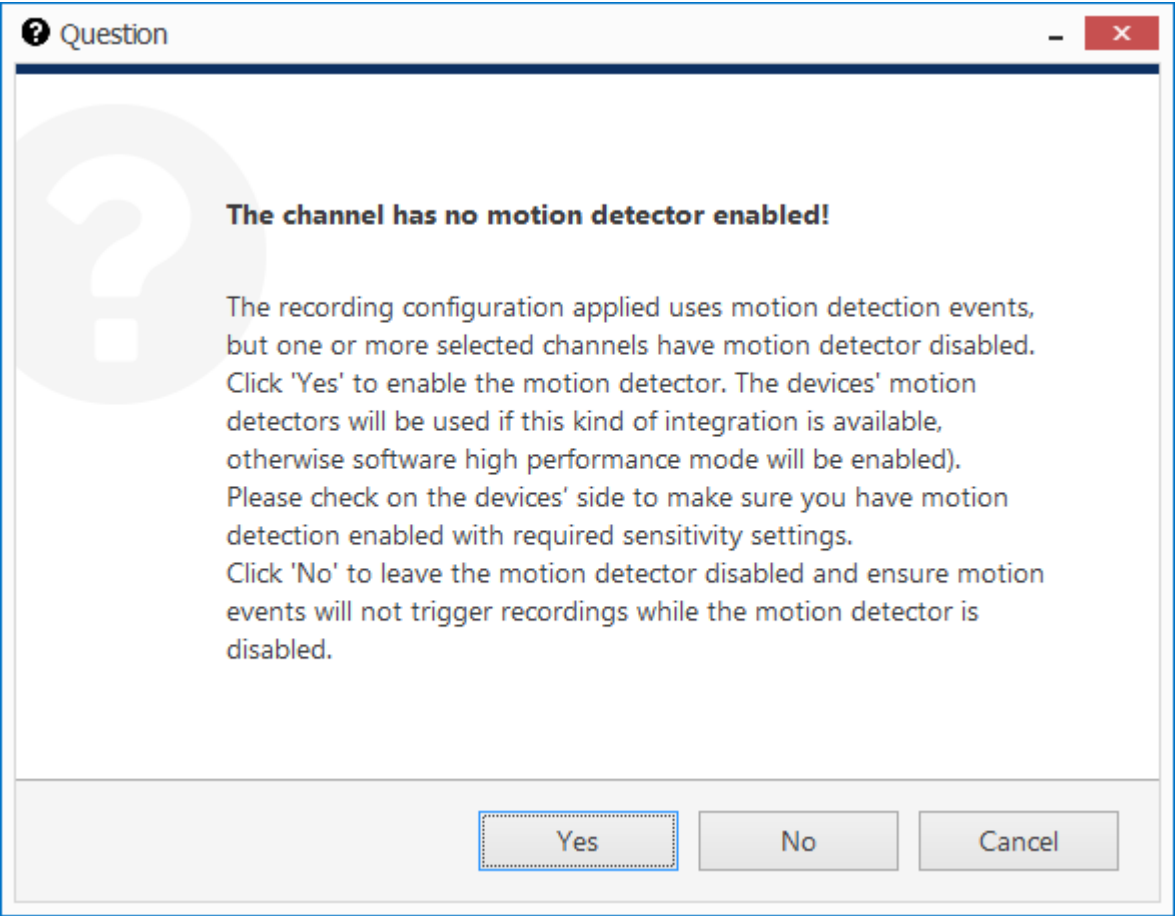 Question
The channel has no motion detector enabled!
The recording configuration applied uses motion detection events,
but one or more selected channels have motion detector disabled.
Click 'Yes' to enable the motion detector. The devices' motion
detectors will be used if this kind of integration is available,
otherwise software high performance mode will be enabled).
Please check on the devices’ side to make sure you have motion
detection enabled with required sensitivity settings.
Click 'No' to leave the motion detector disabled and ensure motion
events will not trigger recordings while the motion detector is
disabled.
Yes No Cancel